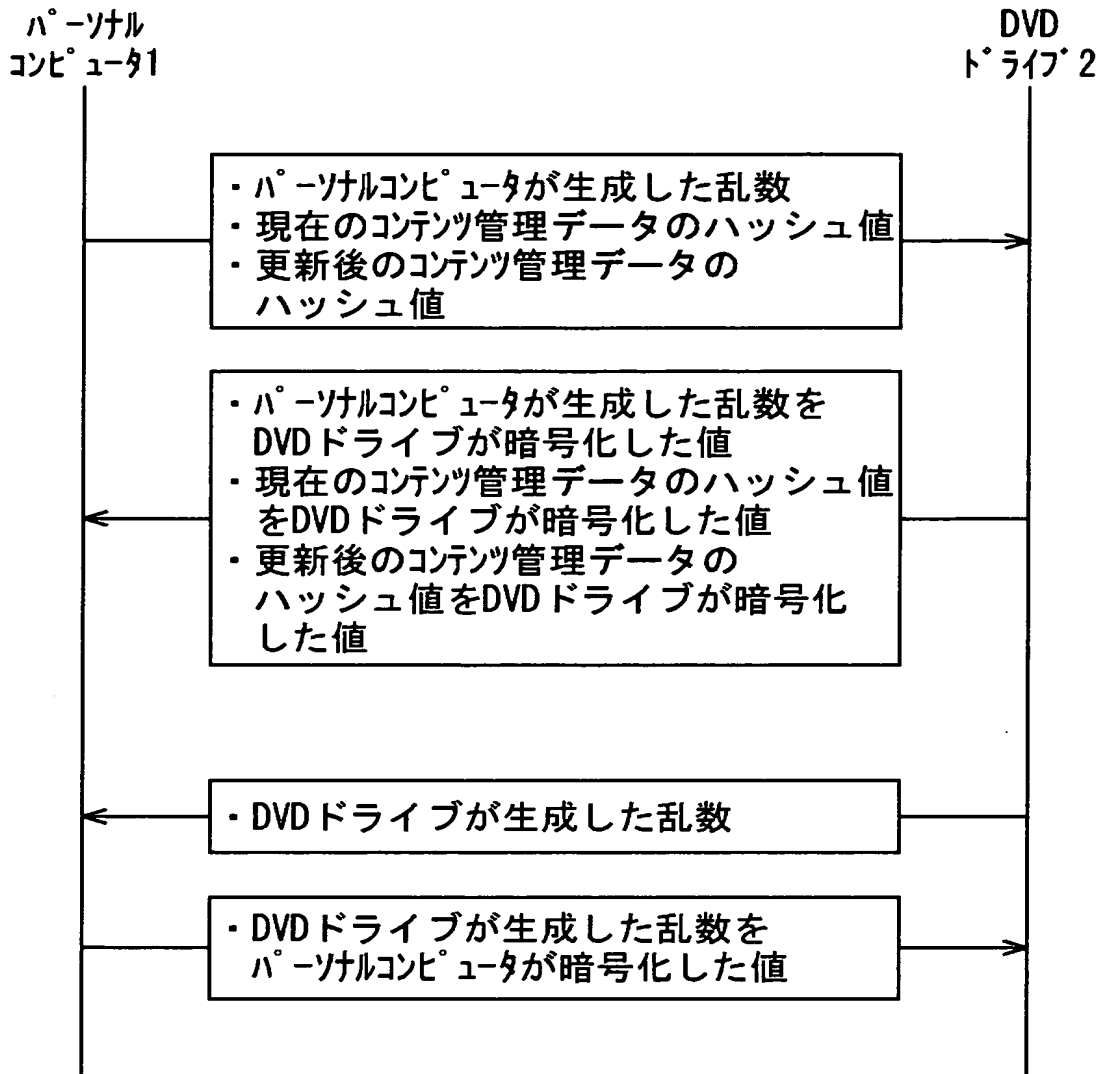 ﾊﾟｰｿﾅﾙ
ｺﾝﾋﾟｭｰﾀ1
DVD
ﾄﾞﾗｲﾌﾞ2
・ﾊﾟｰｿﾅﾙｺﾝﾋﾟｭｰﾀが生成した乱数
・現在のｺﾝﾃﾝﾂ管理データのハッシュ値
・更新後のｺﾝﾃﾝﾂ管理データの
ハッシュ値
・ﾊﾟｰｿﾅﾙｺﾝﾋﾟｭｰﾀが生成した乱数を
DVDドライブが暗号化した値
・現在のｺﾝﾃﾝﾂ管理データのハッシュ値
をDVDドライブが暗号化した値
・更新後のｺﾝﾃﾝﾂ管理データの
ハッシュ値をDVDドライブが暗号化
した値
・DVDドライブが生成した乱数
・DVDドライブが生成した乱数を
ﾊﾟｰｿﾅﾙｺﾝﾋﾟｭｰﾀが暗号化した値